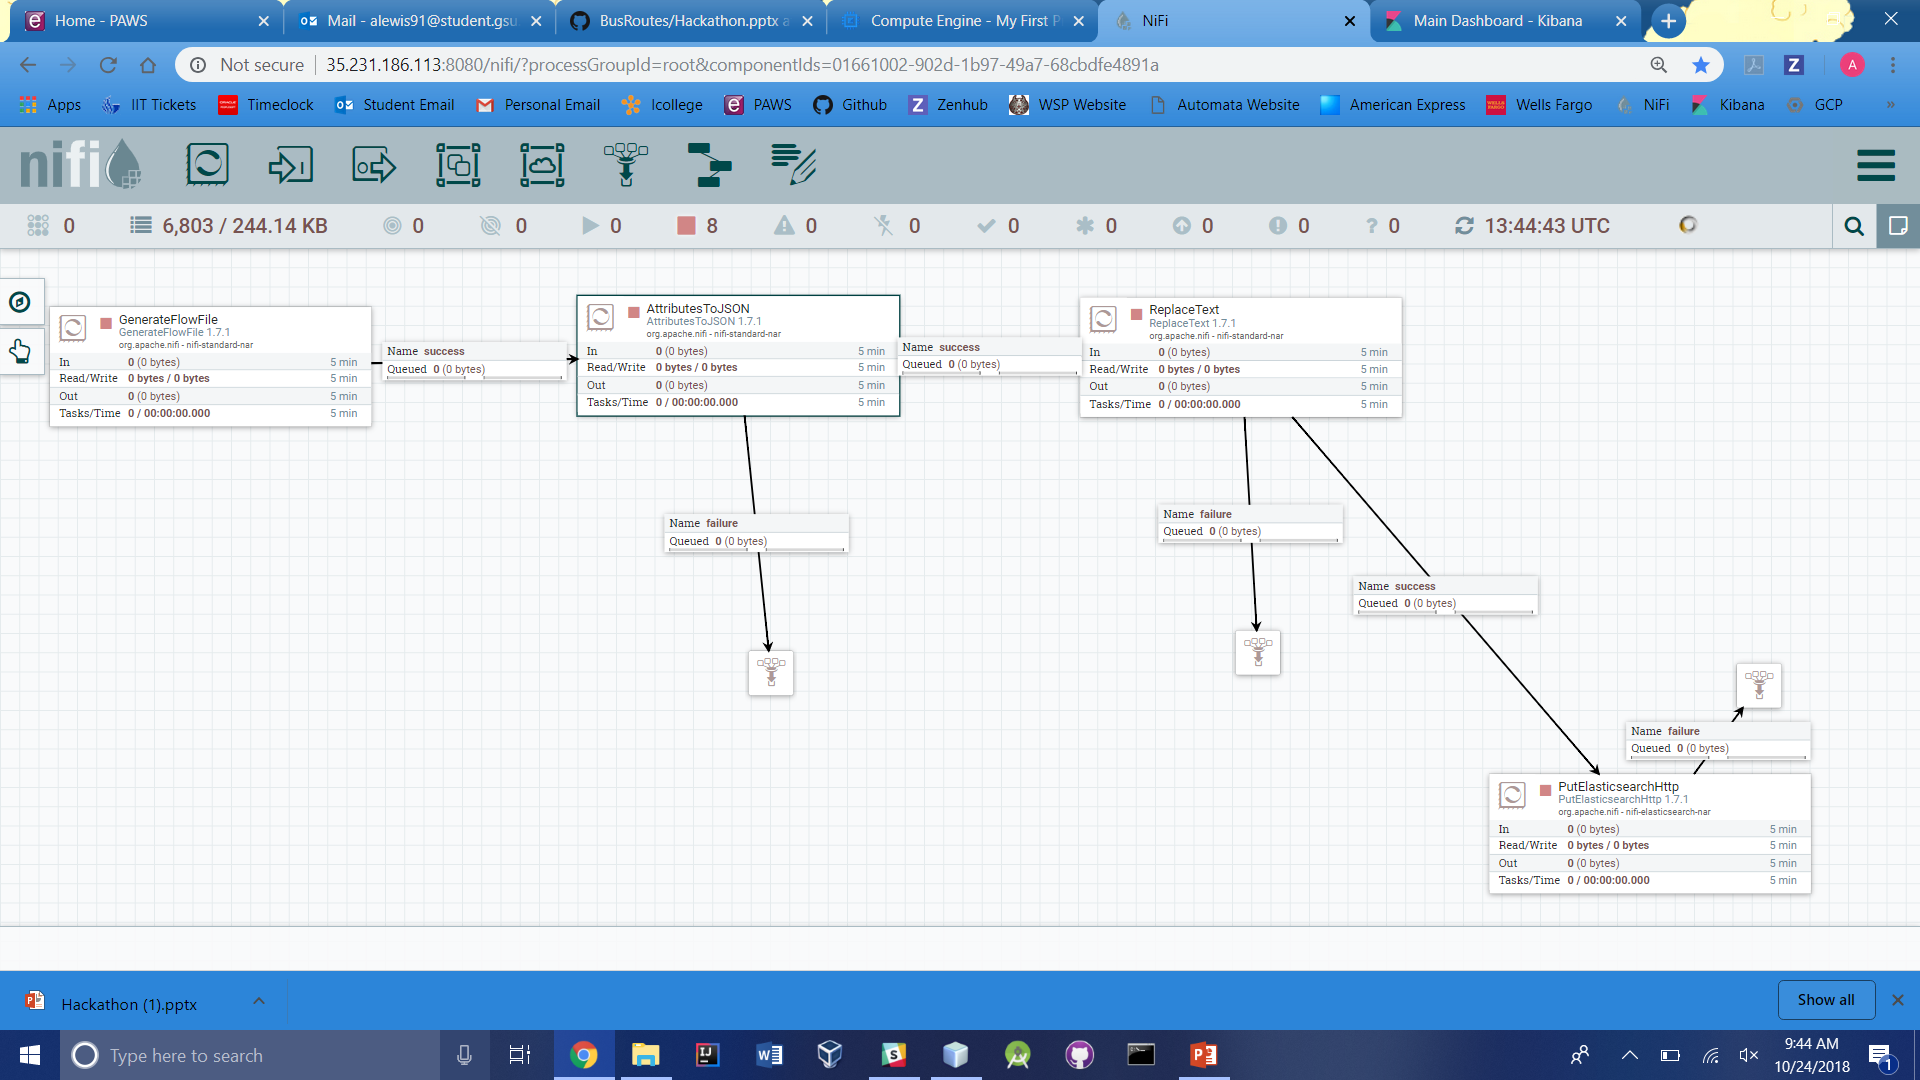 Home - PAWS
Mail - alewis91@student.gsu
BusRoutes/Hackathon.pptx a
Compute Engine - My First P
NiFi
Main Dashboard - Kibana
Not secure
35.231.186.113:8080/nifi/?processGroupId=root&componentIds=01661002-902d-1b97-49a7-68cbdfe4891a
A
Apps
IIT Tickets
Timeclock
Student Email
Personal Email
Icollege
PAWS
Github
Zenhub
WSP Website
Automata Website
American Express
Wells Fargo
NiFi
Kibana
GCP
»
nifi
0
6,803 / 244.14 KB
0
0
0
8
0
0
0
0
0
0
? 0
13:44:43 UTC
GenerateFlowFile
GenerateFlowFile 1.7.1
org.apache.nifi - nifi-standard-nar
In 0 (0 bytes) 5 min
Read/Write 0 bytes / 0 bytes 5 min
Out 0 (0 bytes) 5 min
Tasks/Time 0 / 00:00:00.000 5 min
Name success
Queued 0 (0 bytes)
AttributesToJSON
AttributesToJSON 1.7.1
org.apache.nifi - nifi-standard-nar
In 0 (0 bytes) 5 min
Read/Write 0 bytes / 0 bytes 5 min
Out 0 (0 bytes) 5 min
Tasks/Time 0 / 00:00:00.000 5 min
Name success
Queued 0 (0 bytes)
ReplaceText
ReplaceText 1.7.1
org.apache.nifi - nifi-standard-nar
In 0 (0 bytes) 5 min
Read/Write 0 bytes / 0 bytes 5 min
Out 0 (0 bytes) 5 min
Tasks/Time 0 / 00:00:00.000 5 min
Name failure
Queued 0 (0 bytes)
Name failure
Queued 0 (0 bytes)
Name success
Queued 0 (0 bytes)
Name failure
Queued 0 (0 bytes)
PutElasticsearchHttp
PutElasticsearchHttp 1.7.1
org.apache.nifi - nifi-elasticsearch-nar
In 0 (0 bytes) 5 min
Read/Write 0 bytes / 0 bytes 5 min
Out 0 (0 bytes) 5 min
Tasks/Time 0 / 00:00:00.000 5 min
Hackathon (1).pptx
Show all
Type here to search
9:44 AM
10/24/2018
1